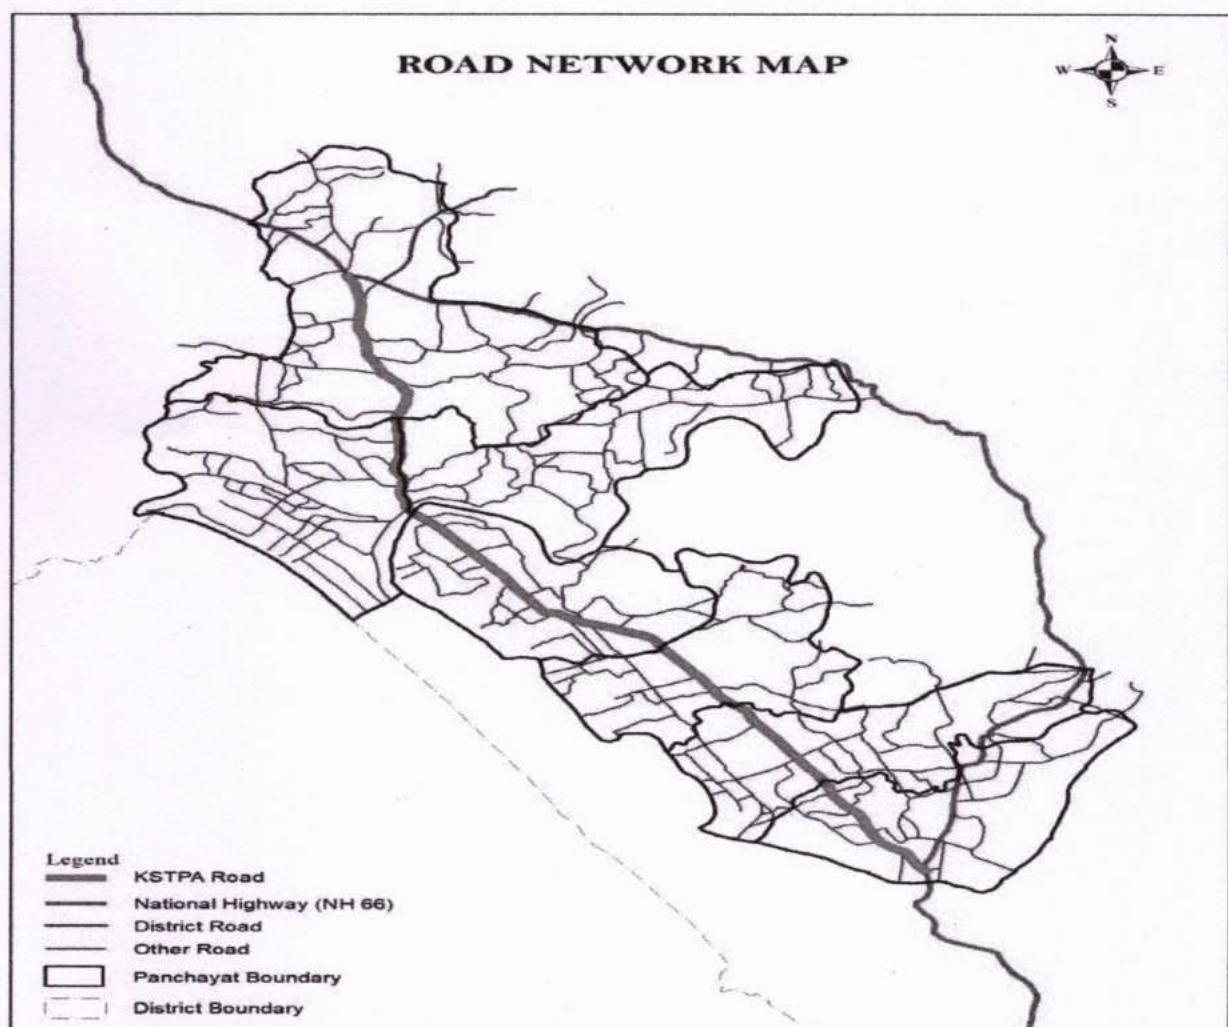 ROAD NETWORK MAP
N
W E
S
Legend
KSTPA Road
National Highway (NH 66)
District Road
Other Road
Panchayat Boundary
District Boundary